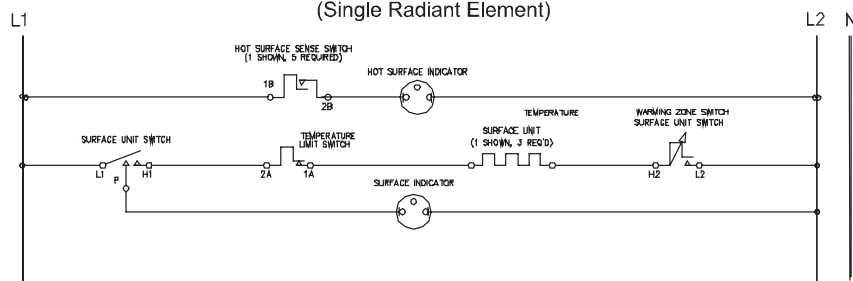 (Single Radiant Element)
L1
L2
N
HOT SURFACE SENSE SWITCH
(1 SHOWN, 5 REQUIRED)
HOT SURFACE INDICATOR
1B
2B
TEMPERATURE
WARMING ZONE SWITCH
SURFACE UNIT SWITCH
SURFACE UNIT SWITCH
TEMPERATURE
LIMIT SWITCH
SURFACE UNIT
(1 SHOWN, 3 REQ'D)
L1
H1
2A
1A
H2
L2
P
SURFACE INDICATOR